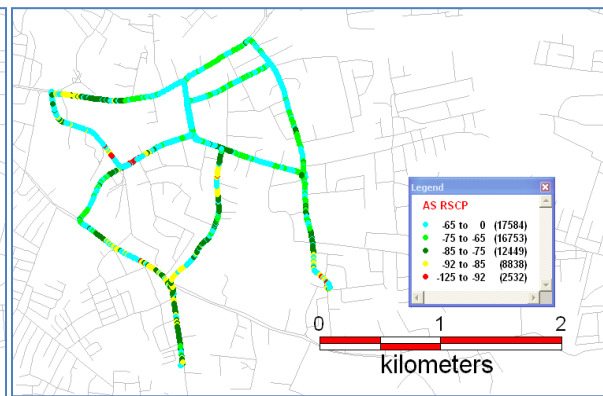 Legend
AS RSCP
-65 to 0 (17584)
-75 to -65 (16753)
-85 to -75 (12449)
-92 to -85 (8838)
-125 to -92 (2532)
0 1 2
kilometers